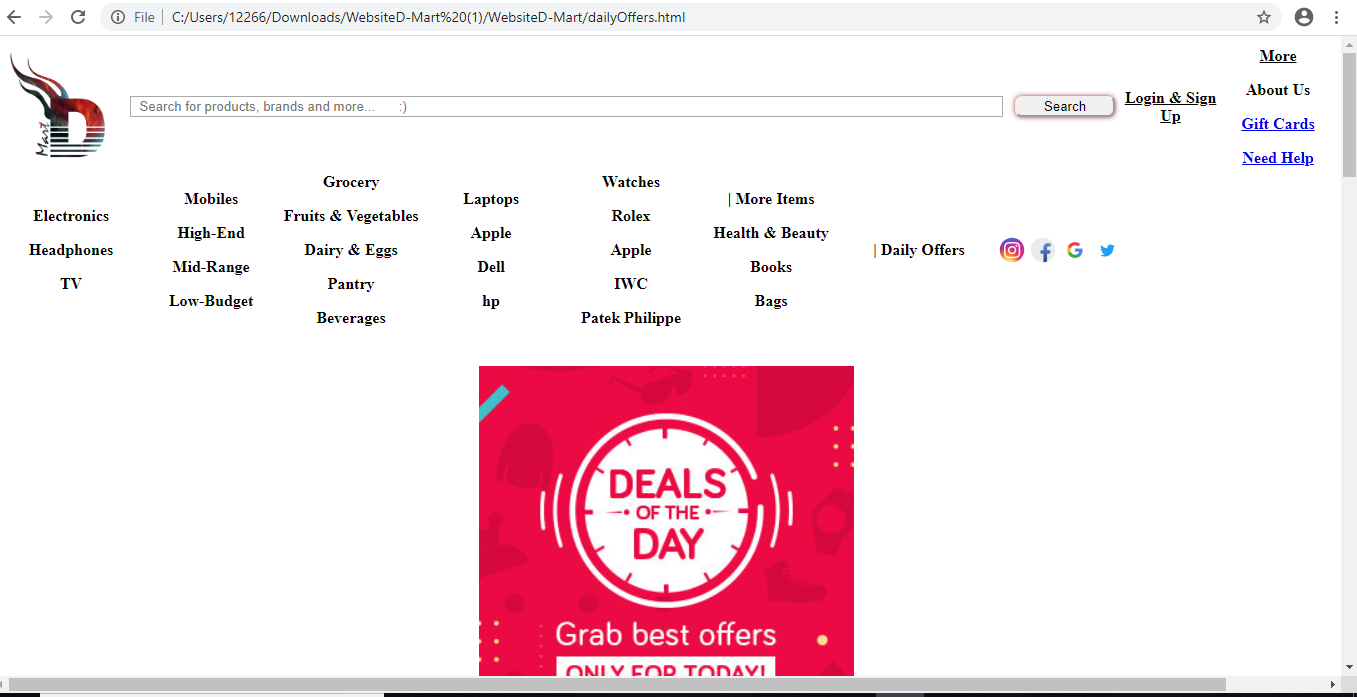 File C:/Users/12266/Downloads/WebsiteD-Mart%20(1)/WebsiteD-Mart/dailyOffers.html
D
Mart
Search for products, brands and more... :)
Search
Login & Sign
Up
More
About Us
Gift Cards
Need Help
Electronics
Headphones
TV
Mobiles
High-End
Mid-Range
Low-Budget
Grocery
Fruits & Vegetables
Dairy & Eggs
Pantry
Beverages
Laptops
Apple
Dell
hp
Watches
Rolex
Apple
IWC
Patek Philippe
| More Items
Health & Beauty
Books
Bags
| Daily Offers
DEALS
OF THE
DAY
Grab best offers
ONLY FOR TODAY!